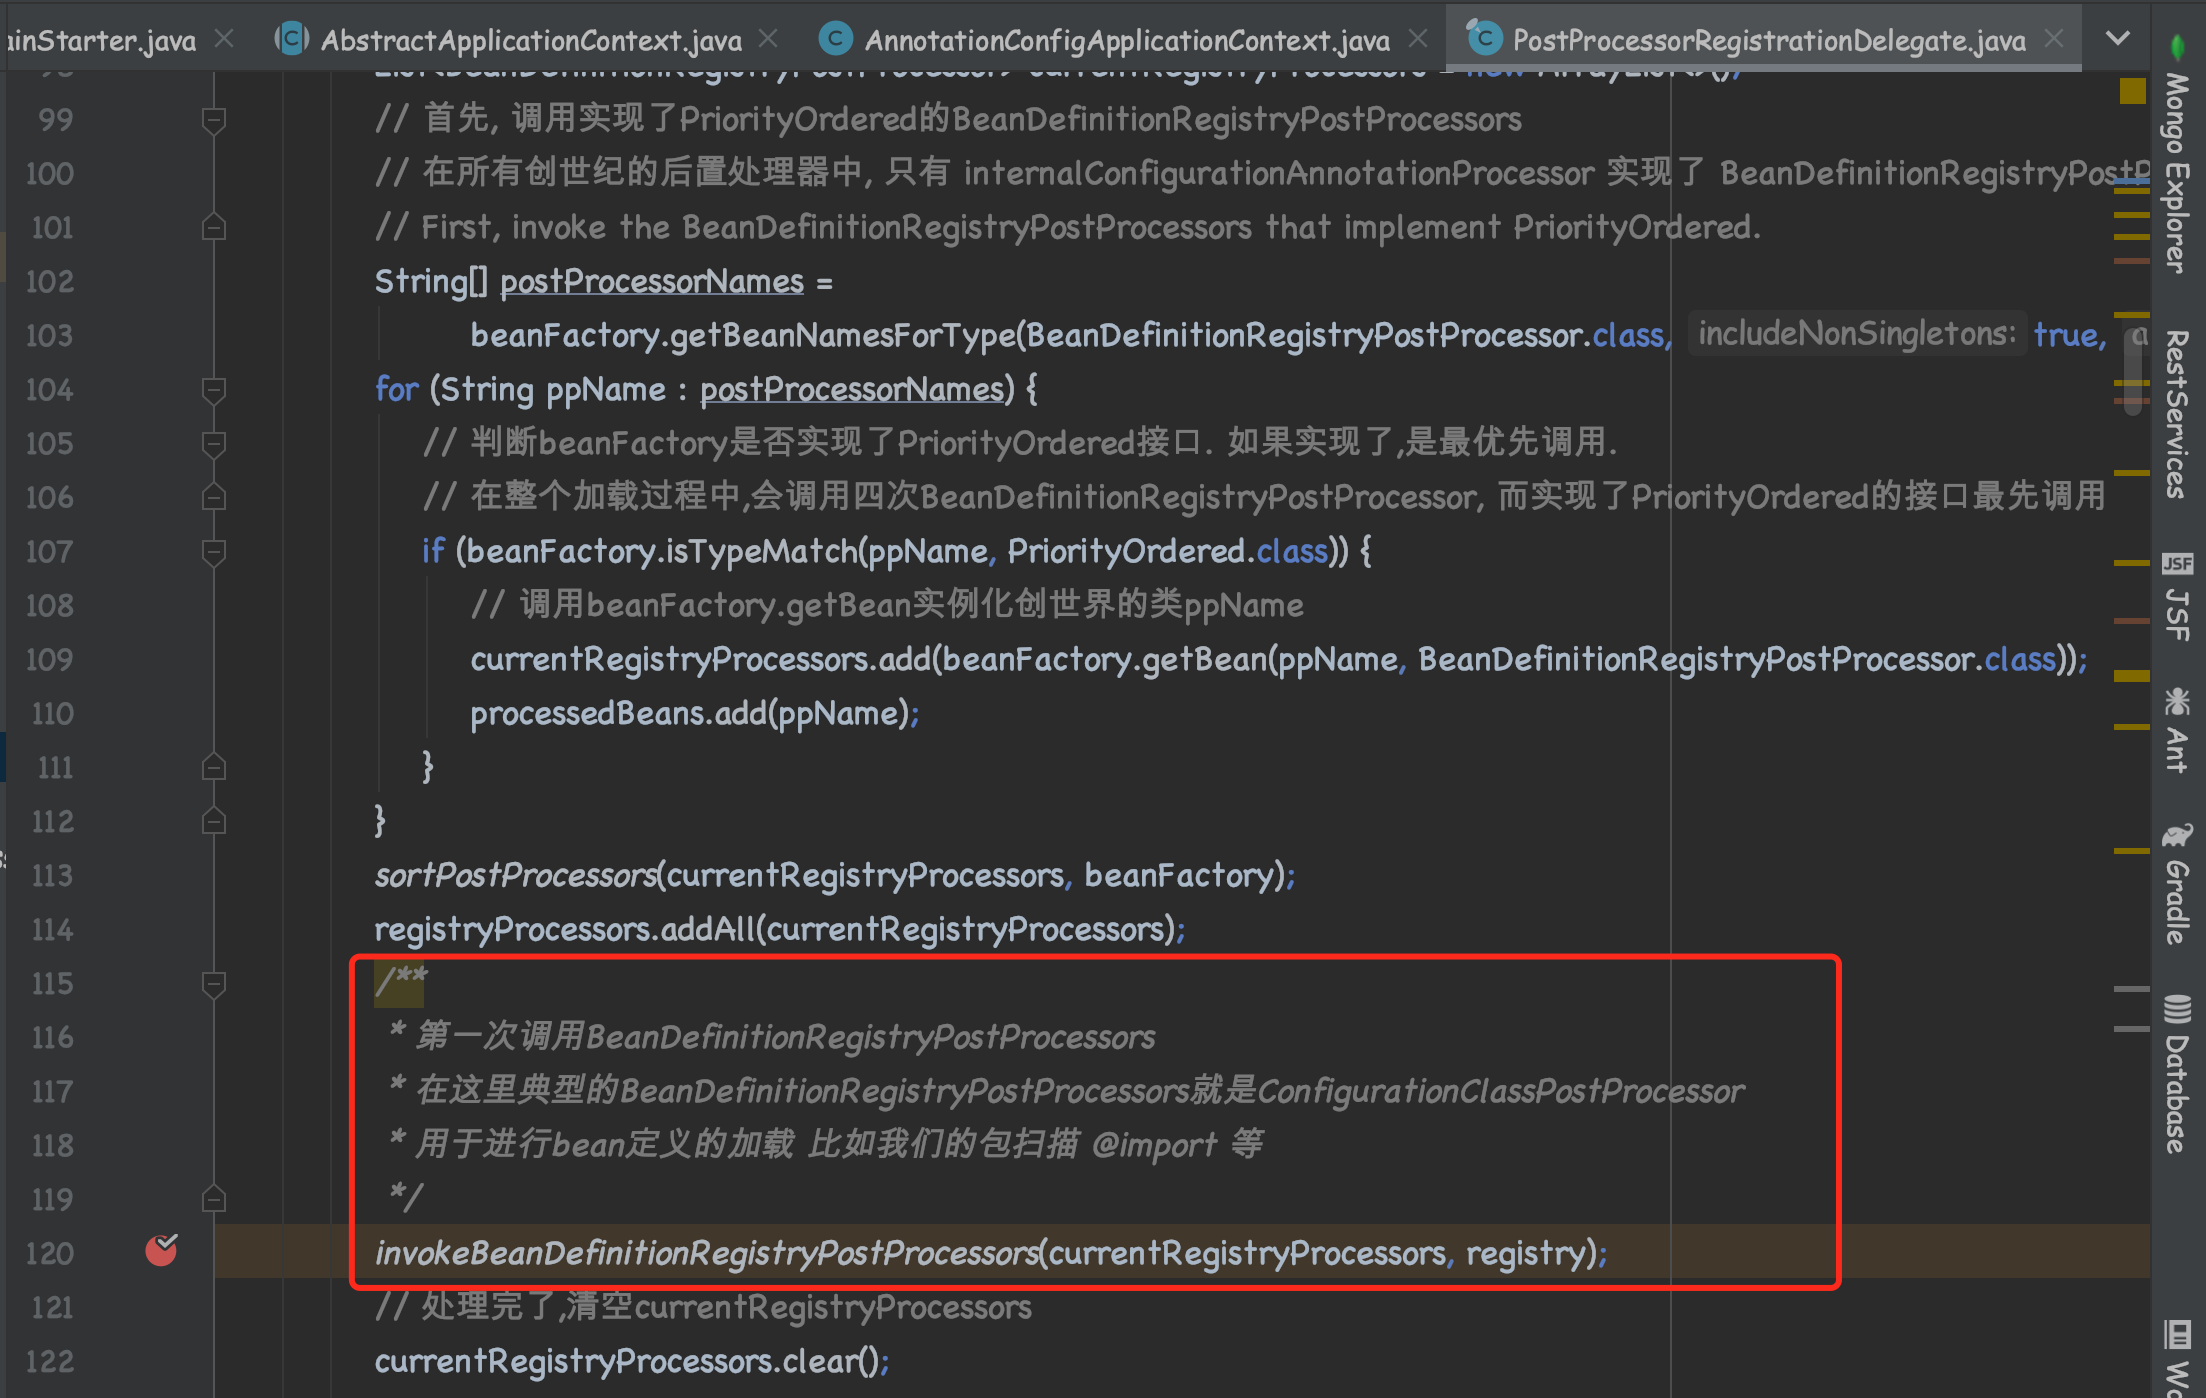 ainStarter.java
AbstractApplicationContext.java
AnnotationConfigApplicationContext.java
PostProcessorRegistrationDelegate.java
99 // 首先, 调用实现了PriorityOrdered的BeanDefinitionRegistryPostProcessors
100 // 在所有创世纪的后置处理器中, 只有 internalConfigurationAnnotationProcessor 实现了 BeanDefinitionRegistryPostP
101 // First, invoke the BeanDefinitionRegistryPostProcessors that implement PriorityOrdered.
102 String[] postProcessorNames =
103 beanFactory.getBeanNamesForType(BeanDefinitionRegistryPostProcessor.class, includeNonSingletons: true, a
104 for (String ppName : postProcessorNames) {
105 // 判断beanFactory是否实现了PriorityOrdered接口. 如果实现了,是最优先调用.
106 // 在整个加载过程中,会调用四次BeanDefinitionRegistryPostProcessor, 而实现了PriorityOrdered的接口最先调用
107 if (beanFactory.isTypeMatch(ppName, PriorityOrdered.class)) {
108 // 调用beanFactory.getBean实例化创世界的类ppName
109 currentRegistryProcessors.add(beanFactory.getBean(ppName, BeanDefinitionRegistryPostProcessor.class));
110 processedBeans.add(ppName);
111 }
112 }
113 sortPostProcessors(currentRegistryProcessors, beanFactory);
114 registryProcessors.addAll(currentRegistryProcessors);
115 /**
116 * 第一次调用BeanDefinitionRegistryPostProcessors
117 * 在这里典型的BeanDefinitionRegistryPostProcessors就是ConfigurationClassPostProcessor
118 * 用于进行bean定义的加载 比如我们的包扫描 @import 等
119 */
120 invokeBeanDefinitionRegistryPostProcessors(currentRegistryProcessors, registry);
121 // 处理完了,清空currentRegistryProcessors
122 currentRegistryProcessors.clear();
Mongo Explorer
RestServices
JSF
JSF
Ant
Gradle
Database